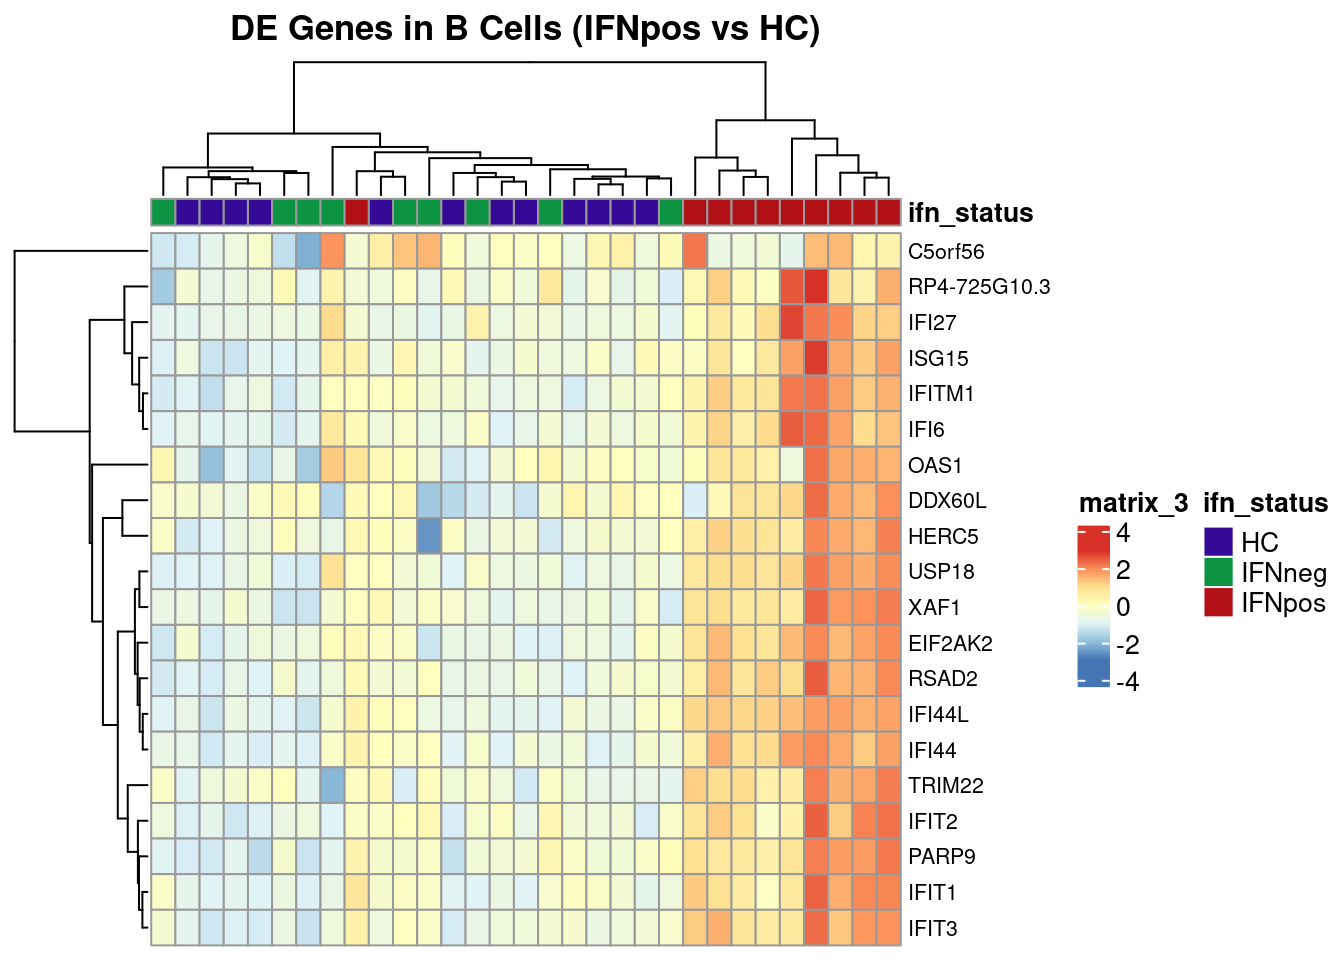 DE Genes in B Cells (IFNpos vs HC)
ifn_status
C5orf56
RP4-725G10.3
IFI27
ISG15
IFITM1
IFI6
OAS1
DDX60L
HERC5
USP18
XAF1
EIF2AK2
RSAD2
IFI44L
IFI44
TRIM22
IFIT2
PARP9
IFIT1
IFIT3
matrix_3
4
2
0
-2
-4
ifn_status
HC
IFNneg
IFNpos